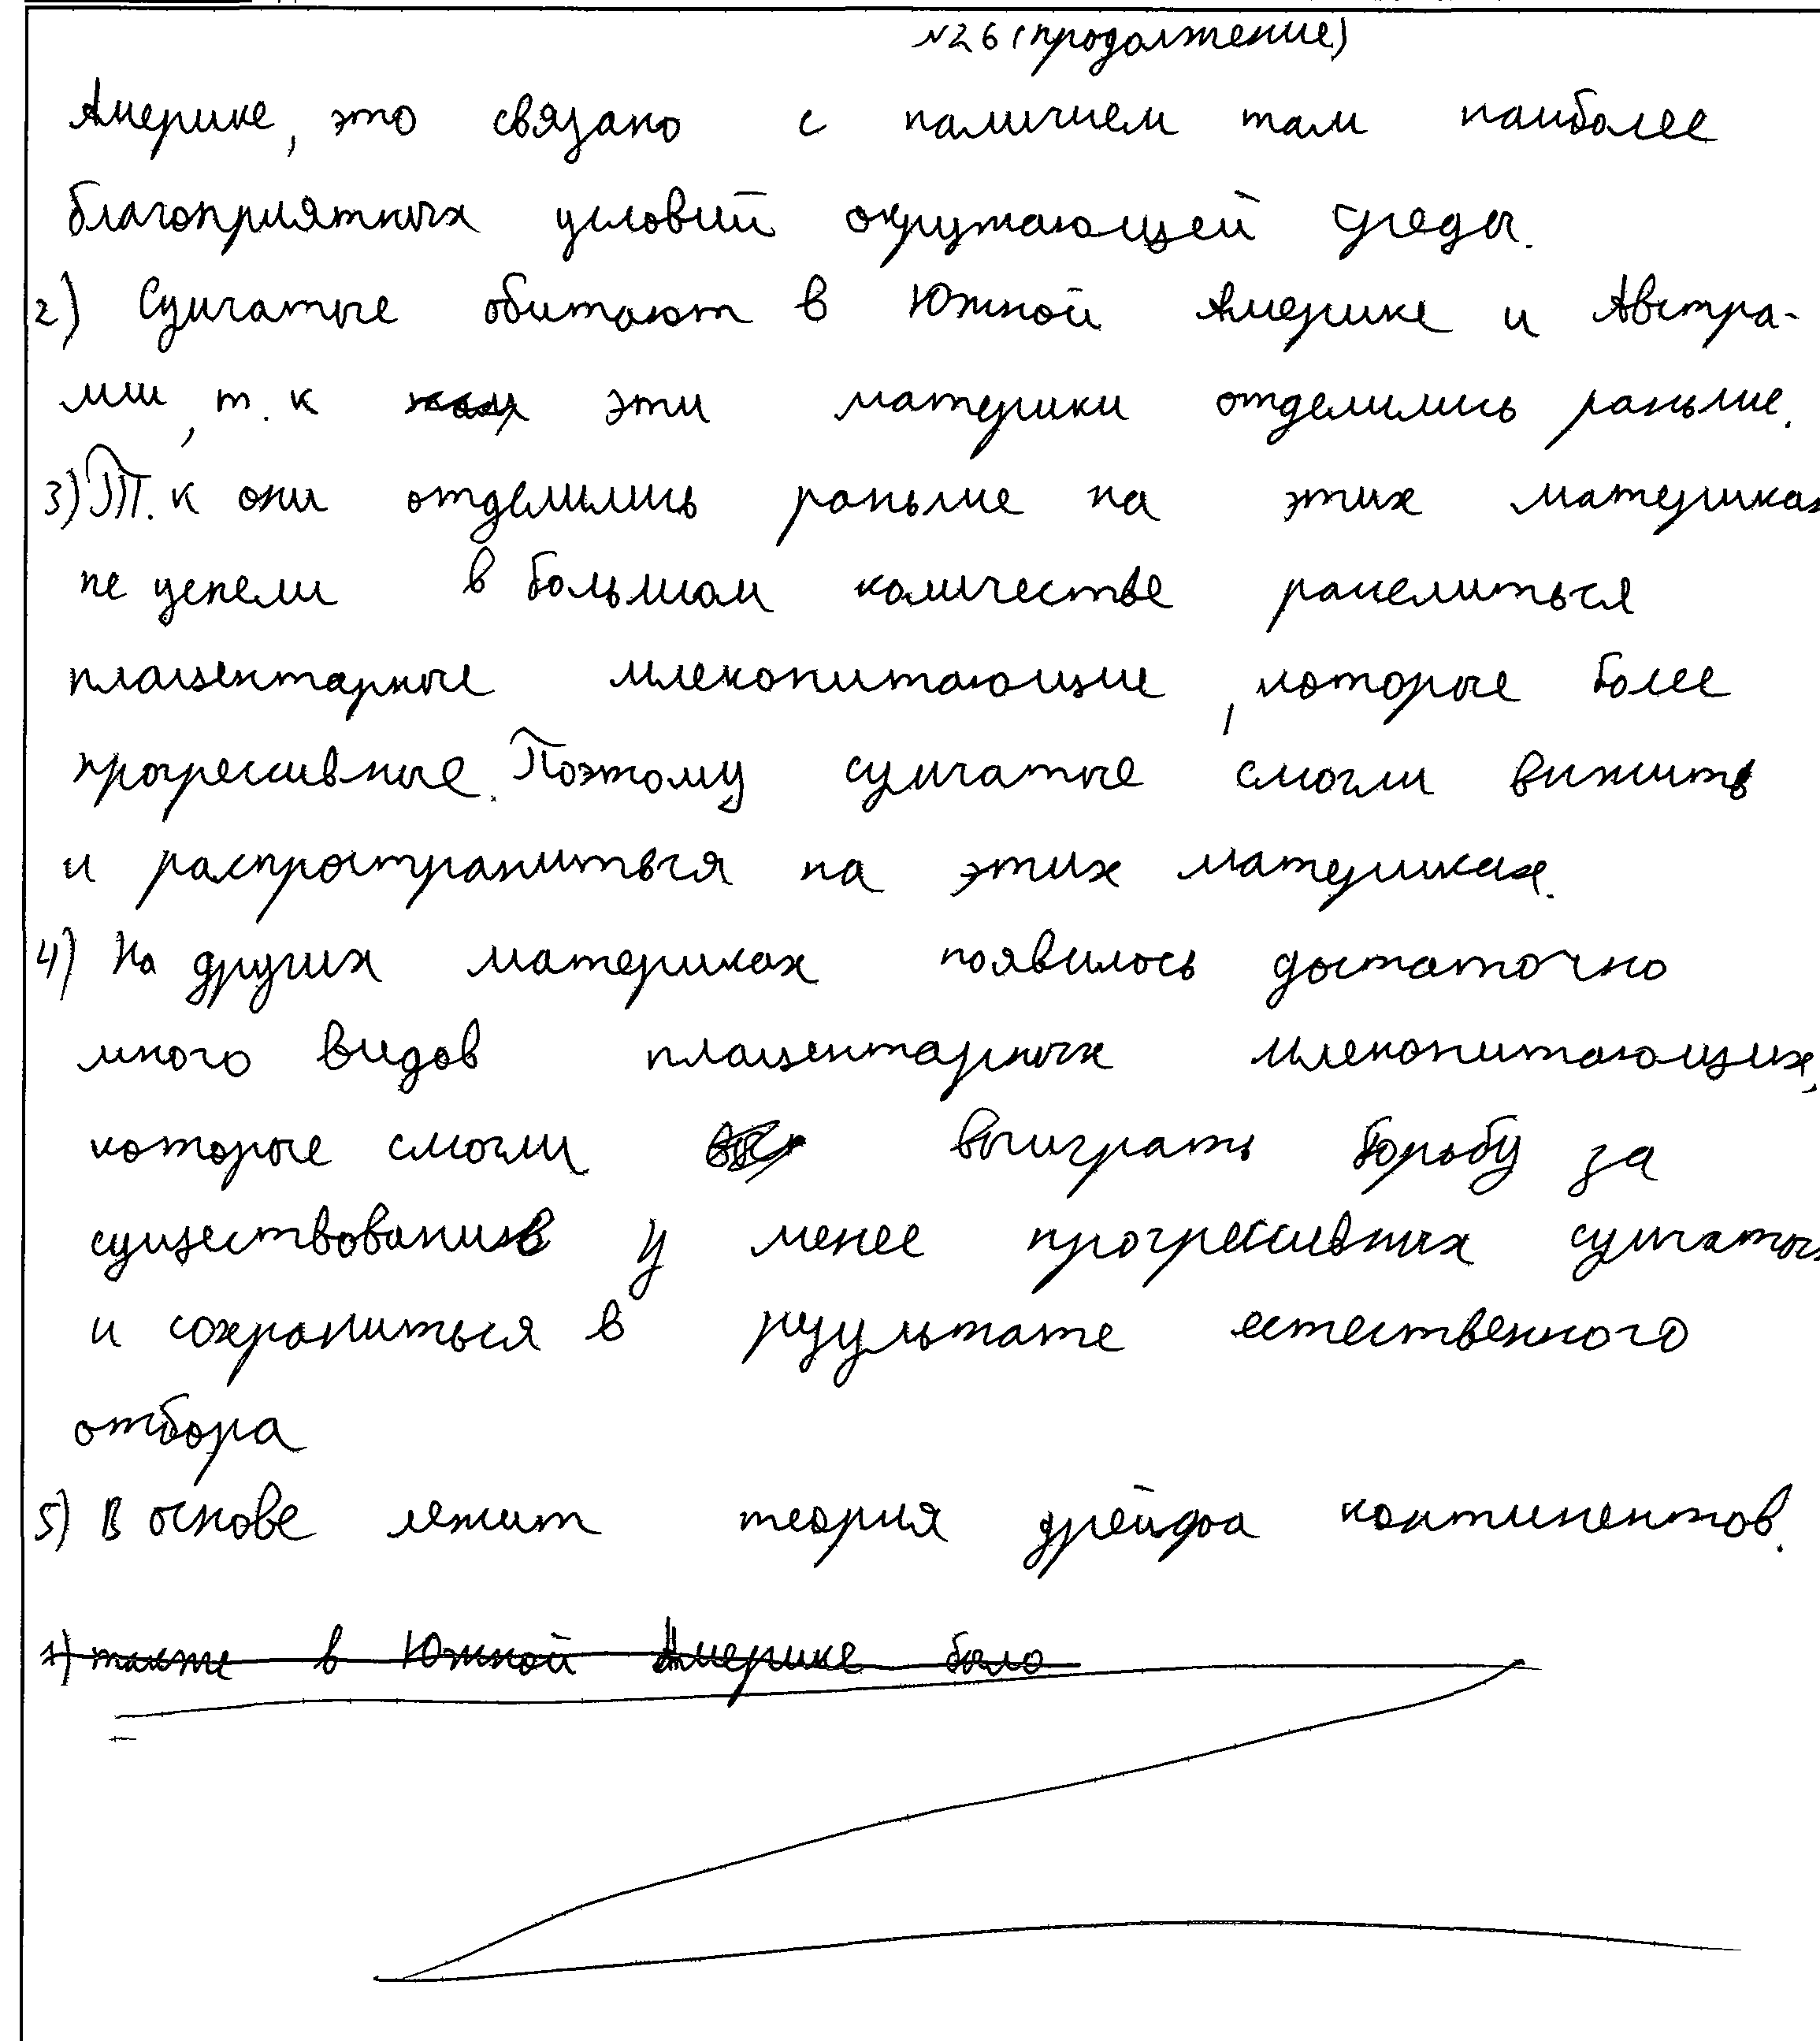 №26 (продолжение)
Америке, это связано с наличием там наиболее
благоприятных условий окружающей среды.
2) Сумчатые обитают в Южной Америке и Австра-
лии, т. к эти материки отделились раньше.
3) Т. к они отделились раньше на этих материках
не успели в большом количестве расселиться
плацентарные млекопитающие, которые более
прогрессивные. Поэтому сумчатые смогли вижить
и распространиться на этих материках.
4) На других материках появилось достаточно
много видов плацентарных млекопитающих,
которые смогли выиграть борьбу за
существование у менее прогрессивных сумчатых
и сохраниться в результате естественного
отбора
5) В основе лежит теория дрейфа континентов.
также в Южной Америке было